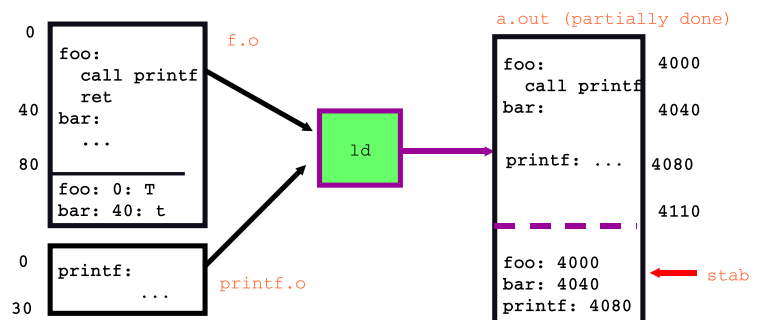 0
f.o
foo:
call printf
ret
40
bar:
...
80
foo: 0: T
bar: 40: t
0
printf:
...
30
printf.o
ld
a.out (partially done)
foo:
4000
call printf
bar:
4040
printf: ...
4080
4110
foo: 4000
bar: 4040
printf: 4080
stab